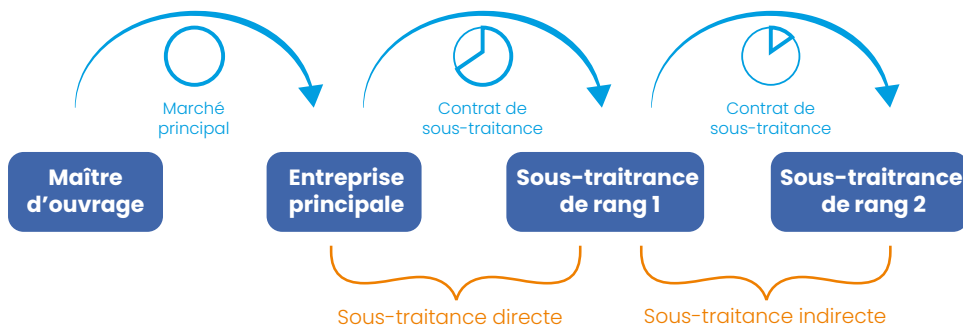 Marché
principal
Contrat de
sous-traitance
Contrat de
sous-traitance
Maître
d’ouvrage
Entreprise
principale
Sous-traitrance
de rang 1
Sous-traitrance
de rang 2
Sous-traitance directe
Sous-traitance indirecte